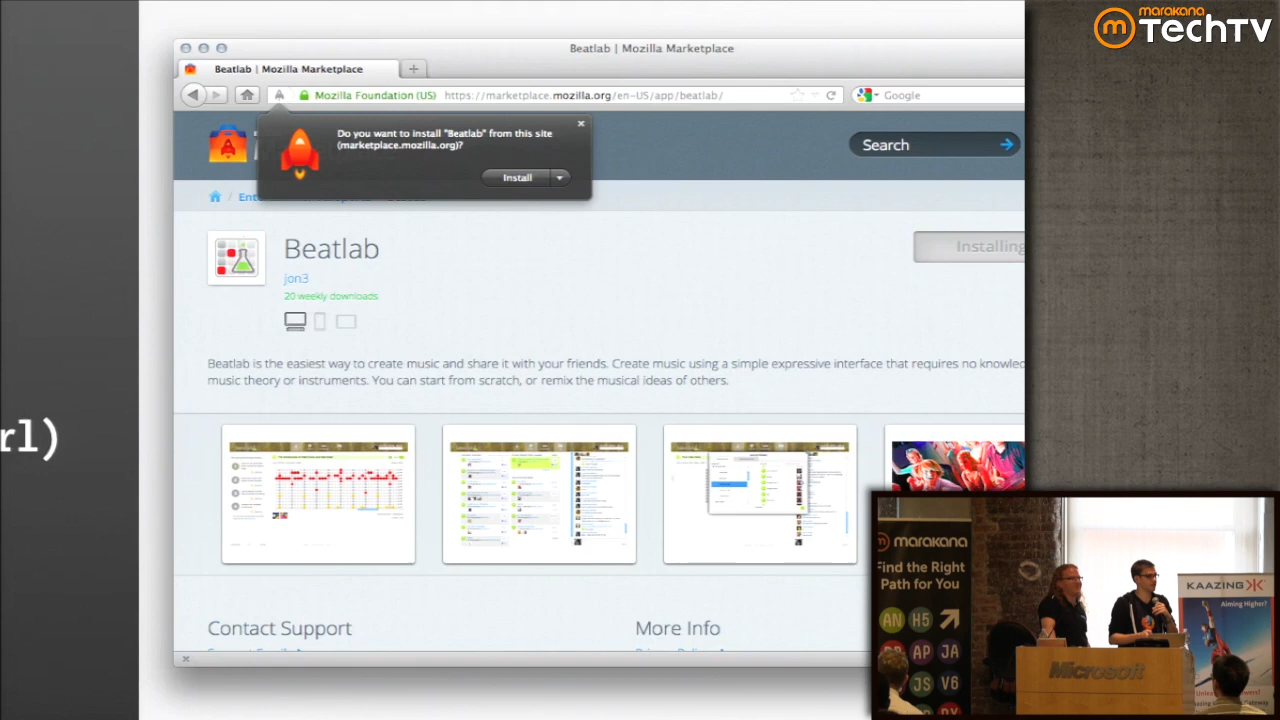 marakana
TechTV
Beatlab | Mozilla Marketplace
Beatlab | Mozilla Marketplace
Mozilla Foundation (US) https://marketplace.mozilla.org/en-US/app/beatlab/
Google
Do you want to install "Beatlab" from this site
(marketplace.mozilla.org)?
Install
Search
Beatlab
Installing
jon3
20 weekly downloads
Beatlab is the easiest way to create music and share it with your friends. Create music using a simple expressive interface that requires no knowled
music theory or instruments. You can start from scratch, or remix the musical ideas of others.
rl)
Contact Support
More Info
marakana
Find the Right
Path for You
AN H5
AP JA
JS V6
KAAZING
Aiming Higher?
Microsoft